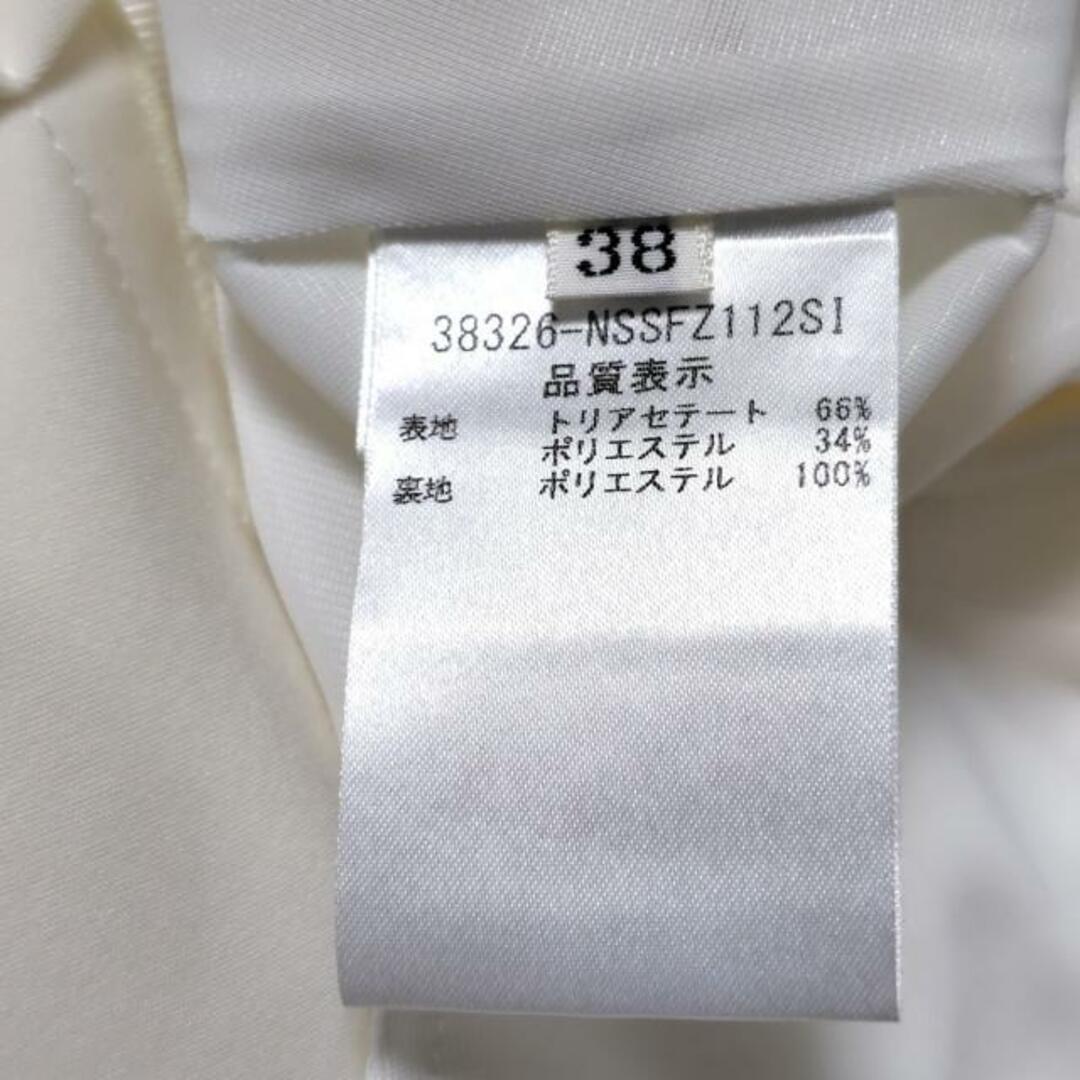 38
38326-NSSFZ112SI
品質表示
表地 トリアセテート 66%
ポリエステル 34%
裏地 ポリエステル 100%